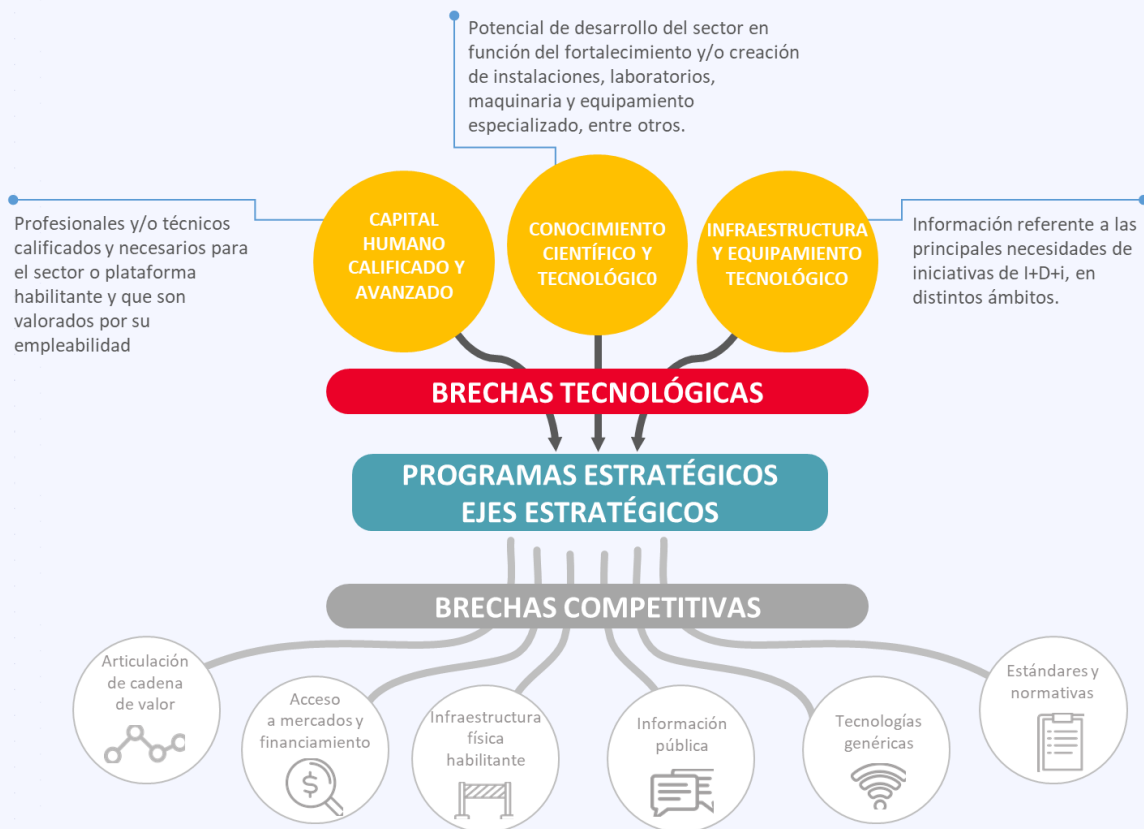 Potencial de desarrollo del sector en
función del fortalecimiento y/o creación
de instalaciones, laboratorios,
maquinaria y equipamiento
especializado, entre otros.
Profesionales y/o técnicos
calificados y necesarios para
el sector o plataforma
habilitante y que son
valorados por su
empleabilidad
CAPITAL
HUMANO
CALIFICADO Y
AVANZADO
CONOCIMIENTO
CIENTÍFICO Y
TECNOLÓGIC0
INFRAESTRUCTURA
Y EQUIPAMIENTO
TECNOLÓGICO
Información referente a las
principales necesidades de
iniciativas de I+D+i, en
distintos ámbitos.
BRECHAS TECNOLÓGICAS
PROGRAMAS ESTRATÉGICOS
EJES ESTRATÉGICOS
BRECHAS COMPETITIVAS
Articulación
de cadena
de valor
Acceso
a mercados y
financiamiento
$
Infraestructura
física
habilitante
Información
pública
Tecnologías
genéricas
Estándares y
normativas